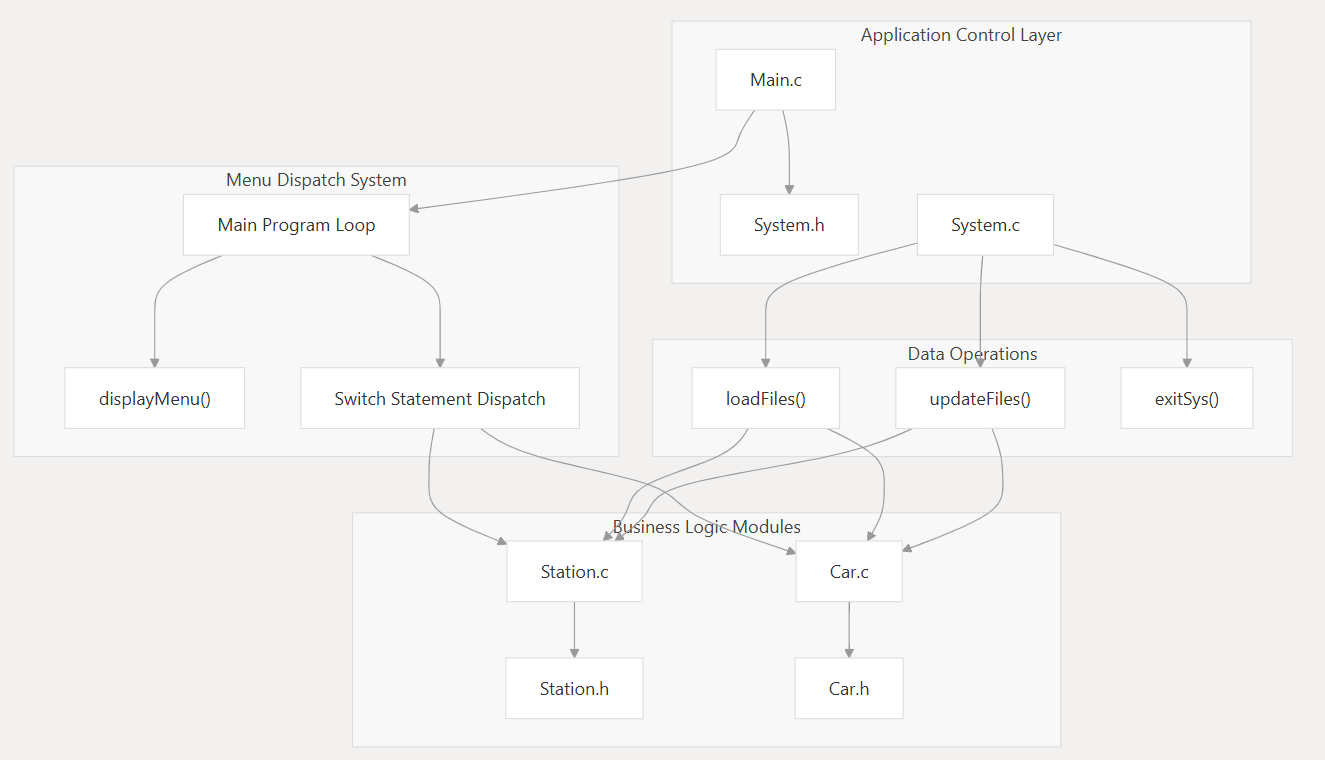 Application Control Layer
Main.c
Menu Dispatch System
Main Program Loop
System.h
System.c
Data Operations
displayMenu()
Switch Statement Dispatch
loadFiles()
updateFiles()
exitSys()
Business Logic Modules
Station.c
Car.c
Station.h
Car.h